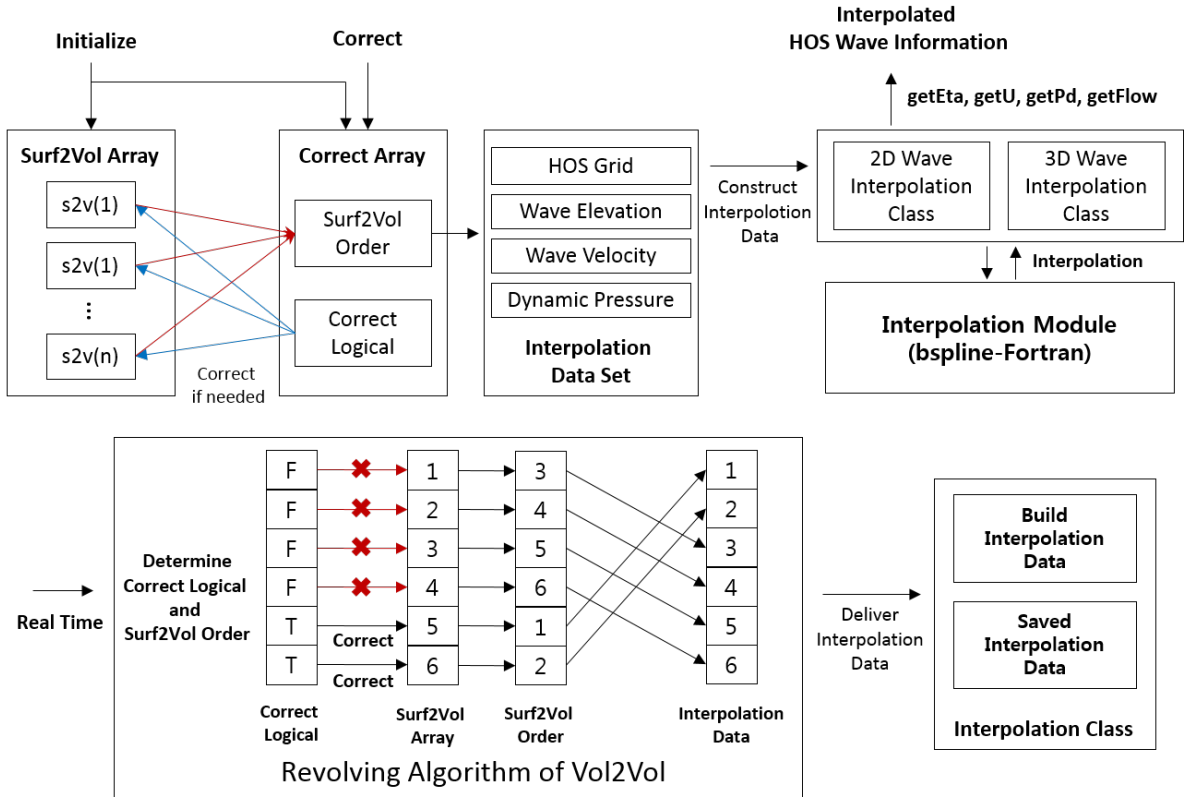 Initialize
Correct
Interpolated
HOS Wave Information
getEta, getU, getPd, getFlow
Surf2Vol Array
s2v(1)
s2v(1)
...
s2v(n)
Correct
if needed
Correct Array
Surf2Vol
Order
Correct
Logical
HOS Grid
Wave Elevation
Wave Velocity
Dynamic Pressure
Interpolation
Data Set
Construct
Interpolotion
Data
2D Wave
Interpolation
Class
3D Wave
Interpolation
Class
Interpolation
Interpolation Module
(bspline-Fortran)
Real Time
Determine
Correct Logical
and
Surf2Vol Order
F
F
F
F
T
T
Correct
Correct
1
2
3
4
5
6
3
4
5
6
1
2
1
2
3
4
5
6
Correct
Logical
Surf2Vol
Array
Surf2Vol
Order
Interpolation
Data
Revolving Algorithm of Vol2Vol
Deliver
Interpolation
Data
Build
Interpolation
Data
Saved
Interpolation
Data
Interpolation Class